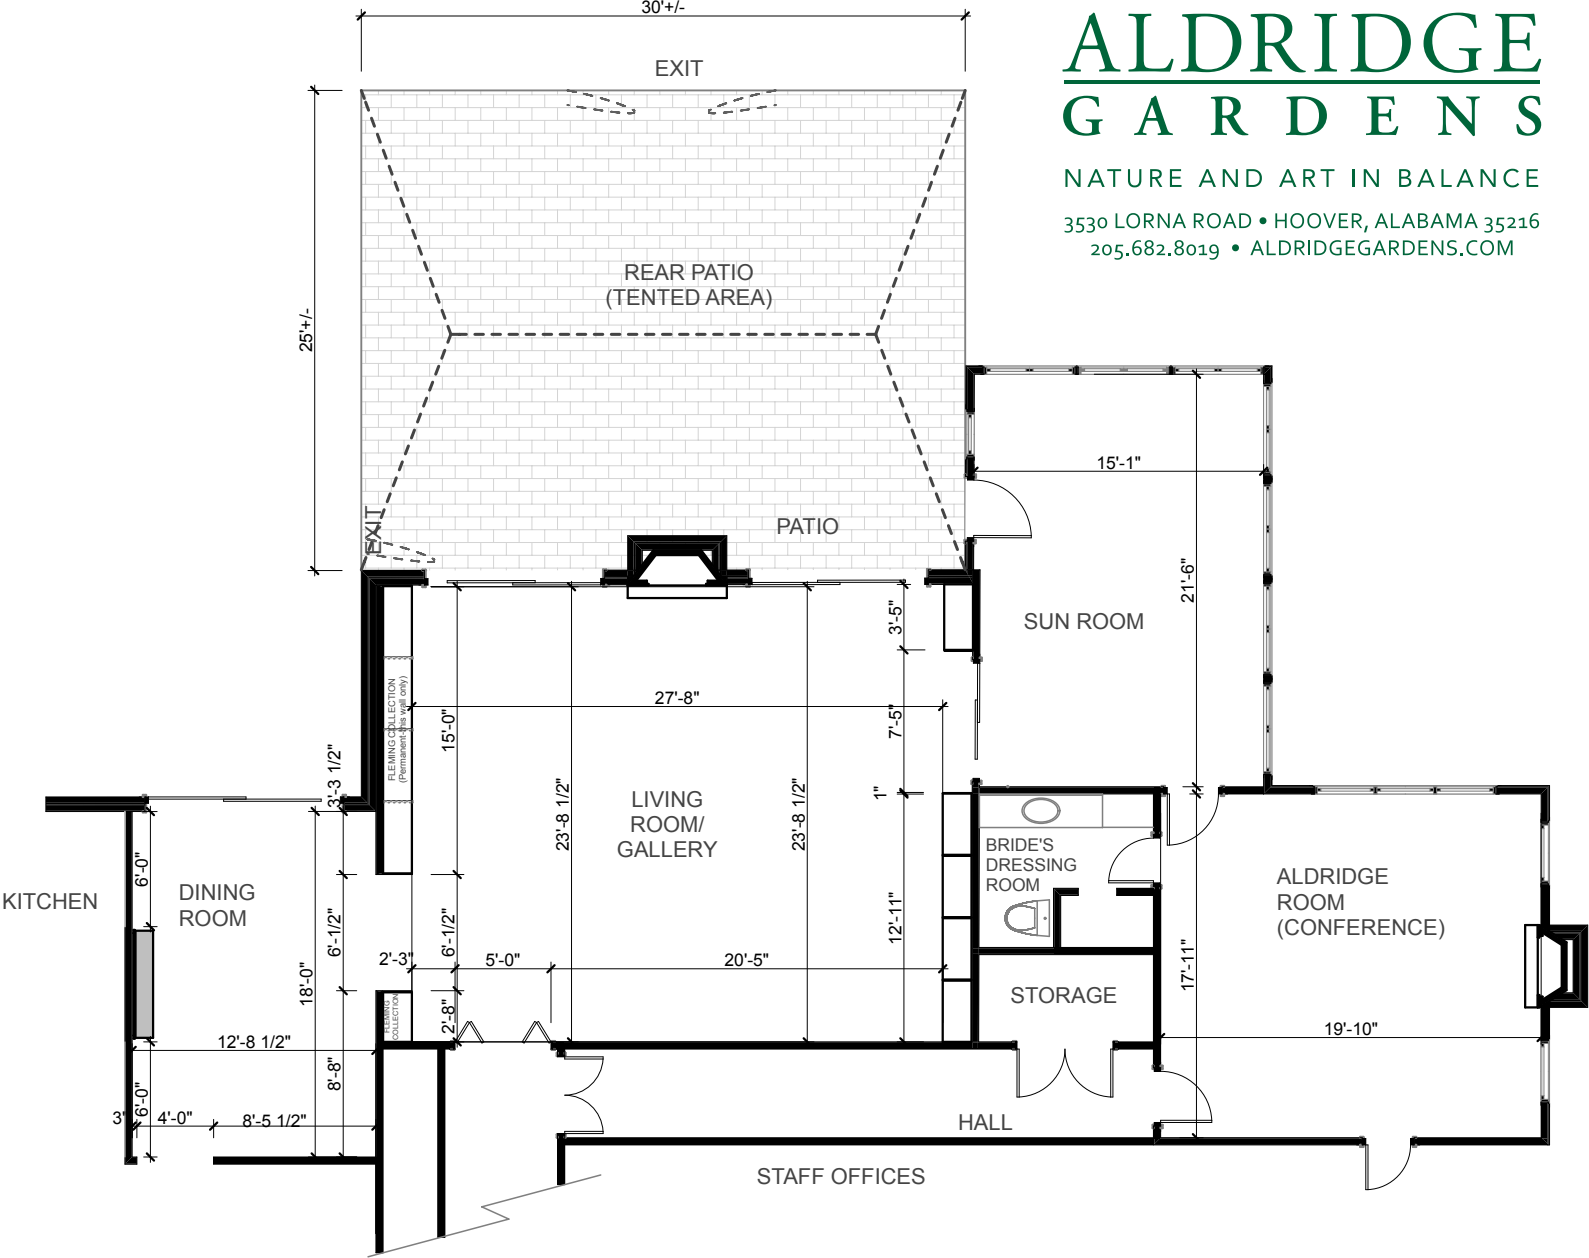 30'+/-
ALDRIDGE
GARDENS
NATURE AND ART IN BALANCE
3530 LORNA ROAD • HOOVER, ALABAMA 35216
205.682.8019 • ALDRIDGEGARDENS.COM
EXIT
25'+/-
REAR PATIO
(TENTED AREA)
EXIT
PATIO
15'-1"
21'-6"
SUN ROOM
3'-5"
FLEMING COLLECTION
(Permanent-this wall only)
27'-8"
15'-0"
7'-5"
3'-3 1/2"
23'-8 1/2"
23'-8 1/2"
1"
LIVING
ROOM/
GALLERY
BRIDE'S
DRESSING
ROOM
KITCHEN
6'-0"
DINING
ROOM
ALDRIDGE
ROOM
(CONFERENCE)
6'-1/2"
6'-1/2"
12'-11"
2'-3"
5'-0"
20'-5"
18'-0"
17'-11"
STORAGE
FLEMING
COLLECTION
2'-8"
19'-10"
12'-8 1/2"
8'-8"
6'-0"
3'
4'-0"
8'-5 1/2"
HALL
STAFF OFFICES